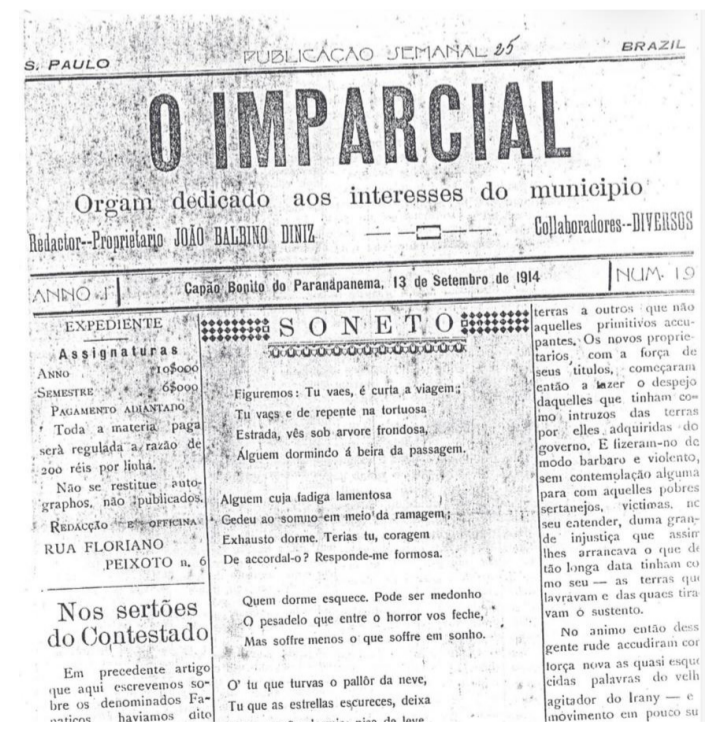 S. PAULO
PUBLICAÇÃO SEMANAL 25
BRAZIL
O IMPARCIAL
Orgam dedicado aos interesses do municipio
Redactor--Proprietario JOÃO BALBINO DINIZ
Collaboradores--DIVERSOS
ANNO I
Capão Bonito do Paranapanema, 13 de Setembro de 1914
NUM. 19
EXPEDIENTE
Assignaturas
ANNO 10$000
SEMESTRE 6$000
PAGAMENTO ADIANTADO
Toda a materia paga
serà regulada a razão de
200 réis por linha.
Não se restitue auto-
graphos, não publicados.
REDACÇÃO E OFFICINA
RUA FLORIANO
PEIXOTO n. 6
Nos sertões
do Contestado
Em precedente artigo
que aqui escrevemos so-
bre os denominados Fa-
naticos haviamos dito
SONETO
Figuremos: Tu vaes, é curta a viagem;
Tu vaes e de repente na tortuosa
Estrada, vês sob arvore frondosa,
Álguem dormindo á beira da passagem.
Alguem cuja fadiga lamentosa
Gedeu ao somno em meio da ramagem;
Exhausto dorme. Terias tu, coragem
De accordal-o? Responde-me formosa.
Quem dorme esquece. Pode ser medonho
O pesadelo que entre o horror vos feche,
Mas soffre menos o que soffre em sonho.
O' tu que turvas o pallôr da neve,
Tu que as estrellas escureces, deixa
terras a outros que não
aquelles primitivos accu-
pantes. Os novos proprie-
tarios, com a força de
seus titulos, começaram
então a fazer o despejo
daquelles que tinham co-
mo intruzos das terras
por elles adquiridas do
governo. E fizeram-no de
modo barbaro e violento,
sem contemplação alguma
para com aquelles pobres
sertanejos, victimas, no
seu entender, duma gran-
de injustiça que assim
lhes arrancava o que de
tão longa data tinham co
mo seu — as terras que
lavravam e das quaes tira-
vam o sustento.
No animo então dess
gente rude accudiram cor
força nova as quasi esque
cidas palavras do velh
agitador do Irany — e
movimento em pouco su